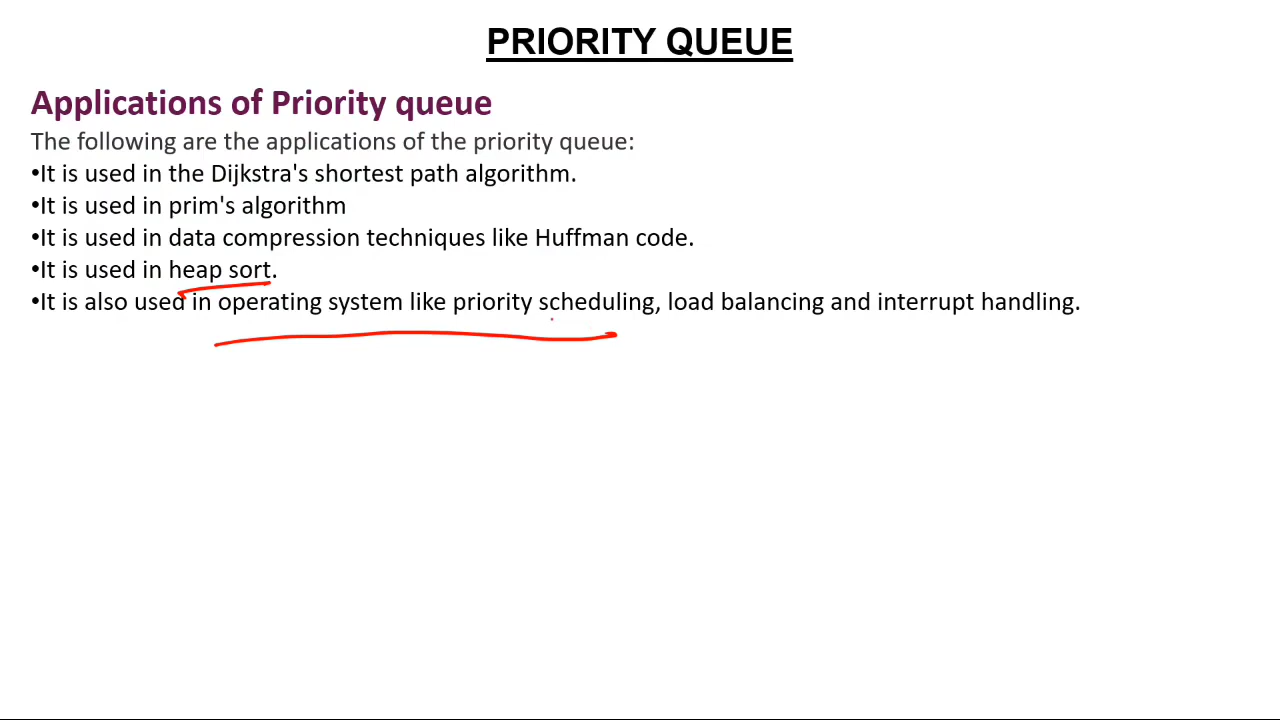 PRIORITY QUEUE
Applications of Priority queue
The following are the applications of the priority queue:
•It is used in the Dijkstra's shortest path algorithm.
•It is used in prim's algorithm
•It is used in data compression techniques like Huffman code.
•It is used in heap sort.
•It is also used in operating system like priority scheduling, load balancing and interrupt handling.